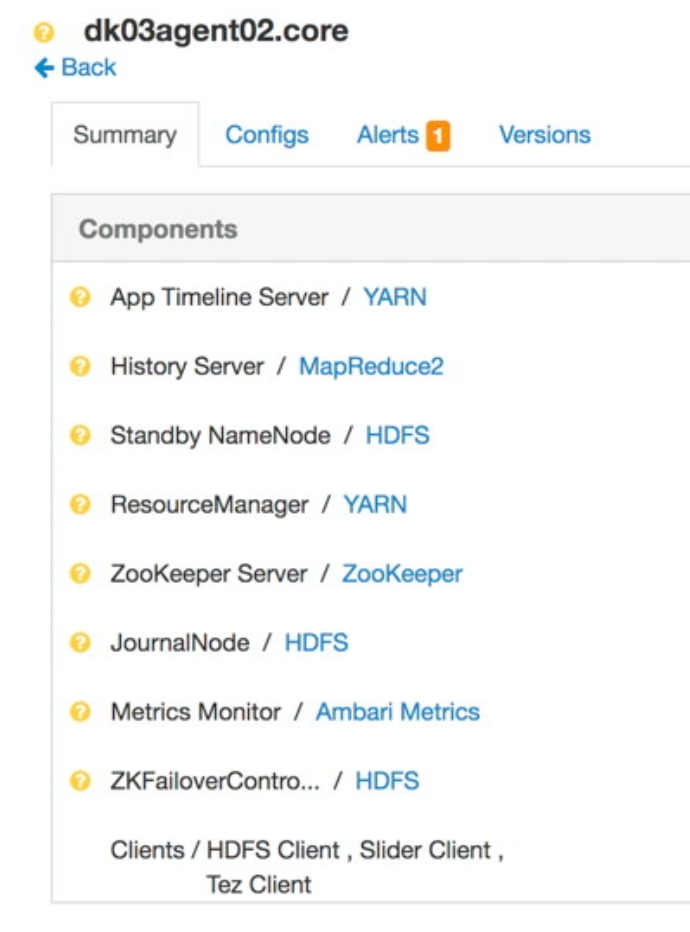 dk03agent02.core
Back
Summary Configs Alerts 1 Versions
Components
App Timeline Server / YARN
History Server / MapReduce2
Standby NameNode / HDFS
ResourceManager / YARN
ZooKeeper Server / ZooKeeper
JournalNode / HDFS
Metrics Monitor / Ambari Metrics
ZKFailoverContro... / HDFS
Clients / HDFS Client , Slider Client ,
Tez Client